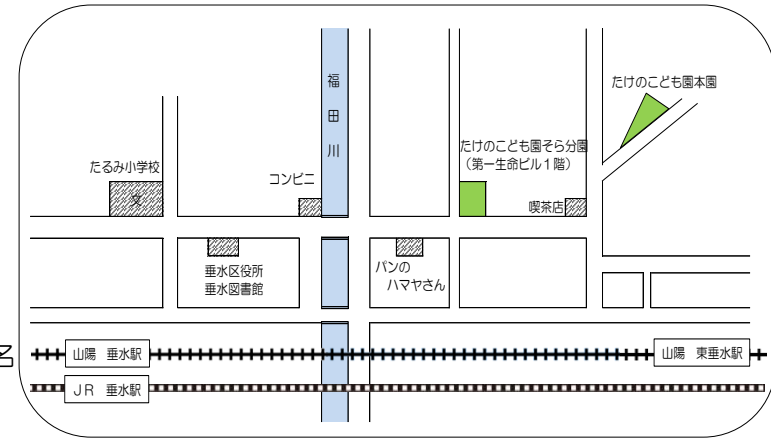 福
田
川
たけのこども園本園
たるみ小学校
文
コンビニ
たけのこども園そら分園
（第一生命ビル１階）
喫茶店
垂水区役所
垂水図書館
パンの
ハマヤさん
山陽　垂水駅
山陽　東垂水駅
ＪＲ　垂水駅